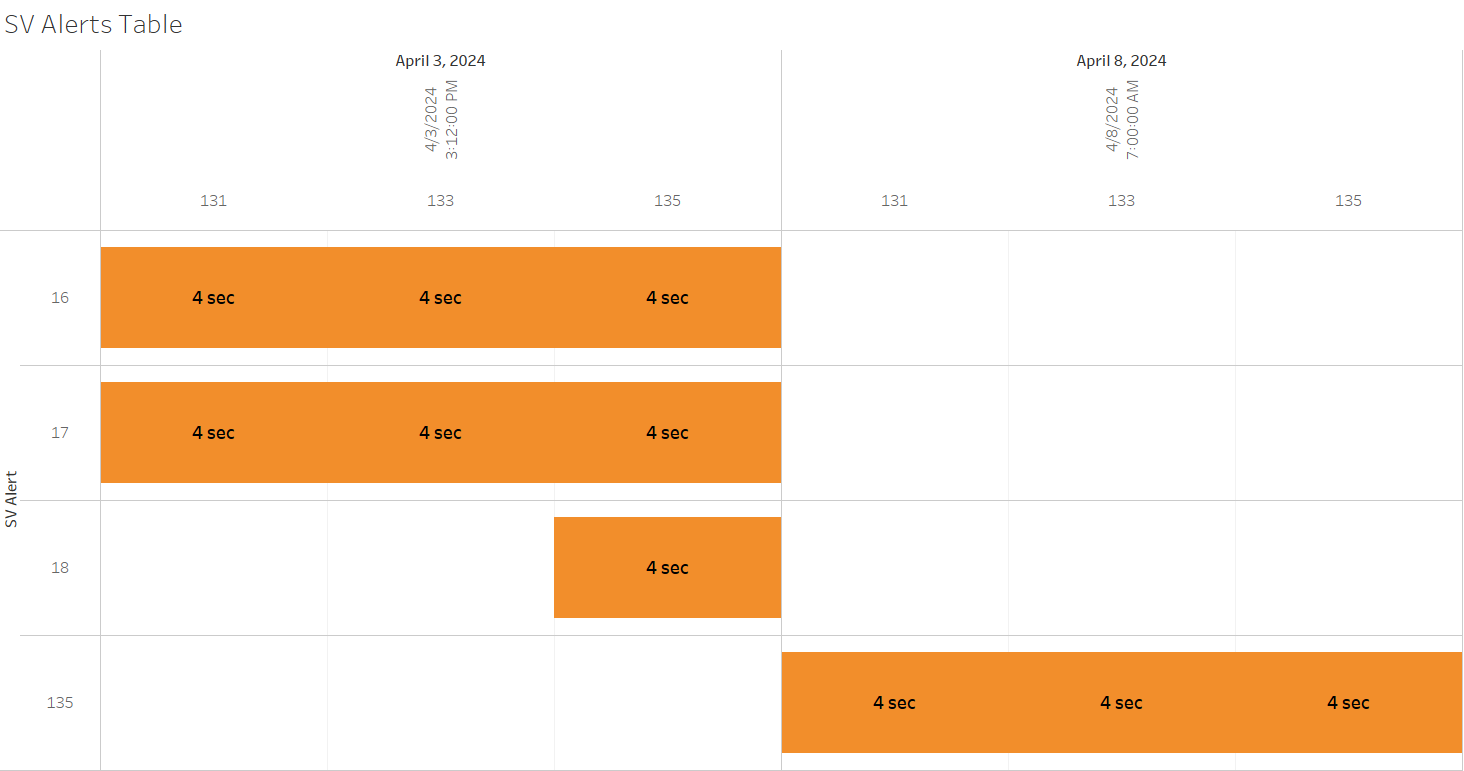 SV Alerts Table
April 3, 2024
April 8, 2024
4/3/2024
3:12:00 PM
4/8/2024
7:00:00 AM
131 133 135 131 133 135
16 4 sec 4 sec 4 sec
17 4 sec 4 sec 4 sec
SV Alert
18 4 sec
135 4 sec 4 sec 4 sec